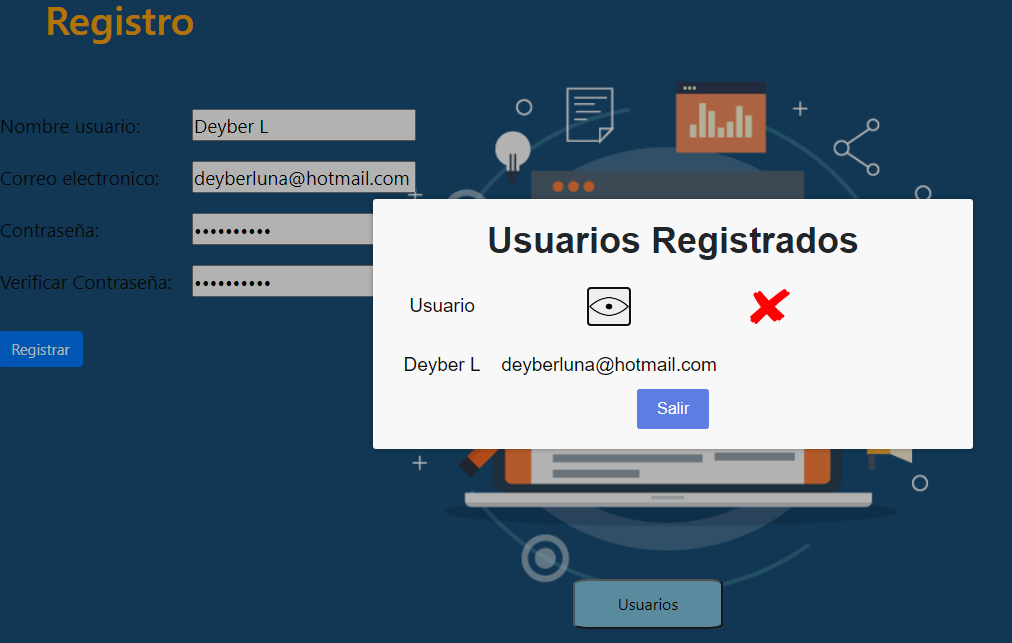 Registro
Nombre usuario: Deyber L
Correo electronico: deyberluna@hotmail.com
Contraseña: ••••••••••
Verificar Contraseña: ••••••••••
Registrar
Usuarios Registrados
Usuario
Deyber L deyberluna@hotmail.com
Salir
Usuarios